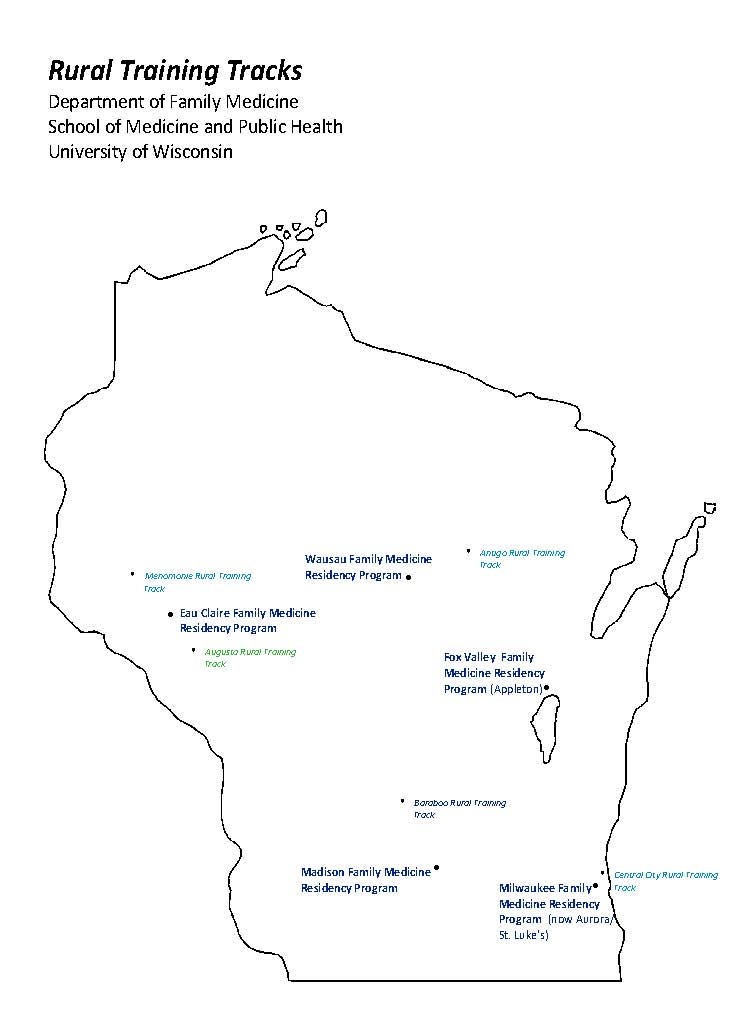 Rural Training Tracks
Department of Family Medicine
School of Medicine and Public Health
University of Wisconsin
Wausau Family Medicine
Residency Program
Antigo Rural Training
Track
Menomonie Rural Training
Track
Eau Claire Family Medicine
Residency Program
Augusta Rural Training
Track
Fox Valley Family
Medicine Residency
Program (Appleton)
Baraboo Rural Training
Track
Madison Family Medicine
Residency Program
Central City Rural Training
Track
Milwaukee Family
Medicine Residency
Program (now Aurora/
St. Luke's)